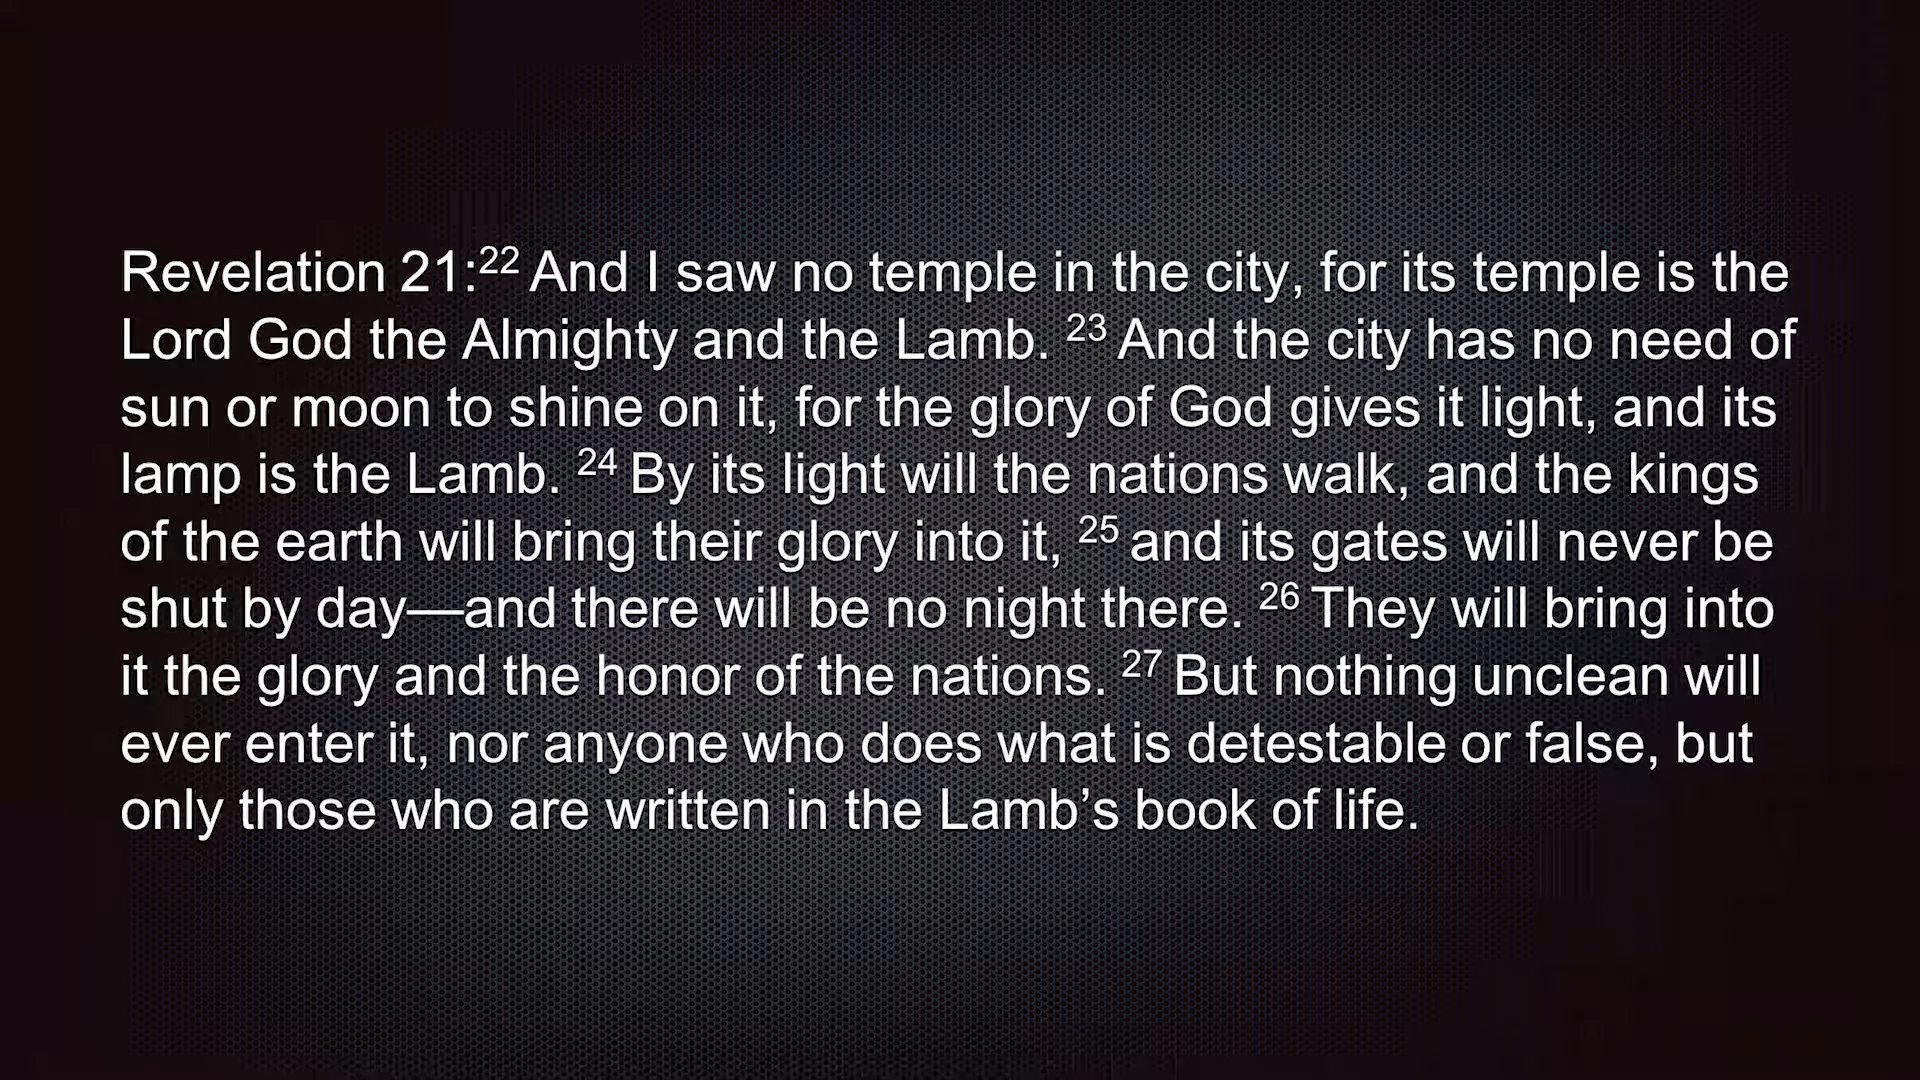 Revelation 21:22 And I saw no temple in the city, for its temple is the
Lord God the Almighty and the Lamb. 23 And the city has no need of
sun or moon to shine on it, for the glory of God gives it light, and its
lamp is the Lamb. 24 By its light will the nations walk, and the kings
of the earth will bring their glory into it, 25 and its gates will never be
shut by day—and there will be no night there. 26 They will bring into
it the glory and the honor of the nations. 27 But nothing unclean will
ever enter it, nor anyone who does what is detestable or false, but
only those who are written in the Lamb’s book of life.